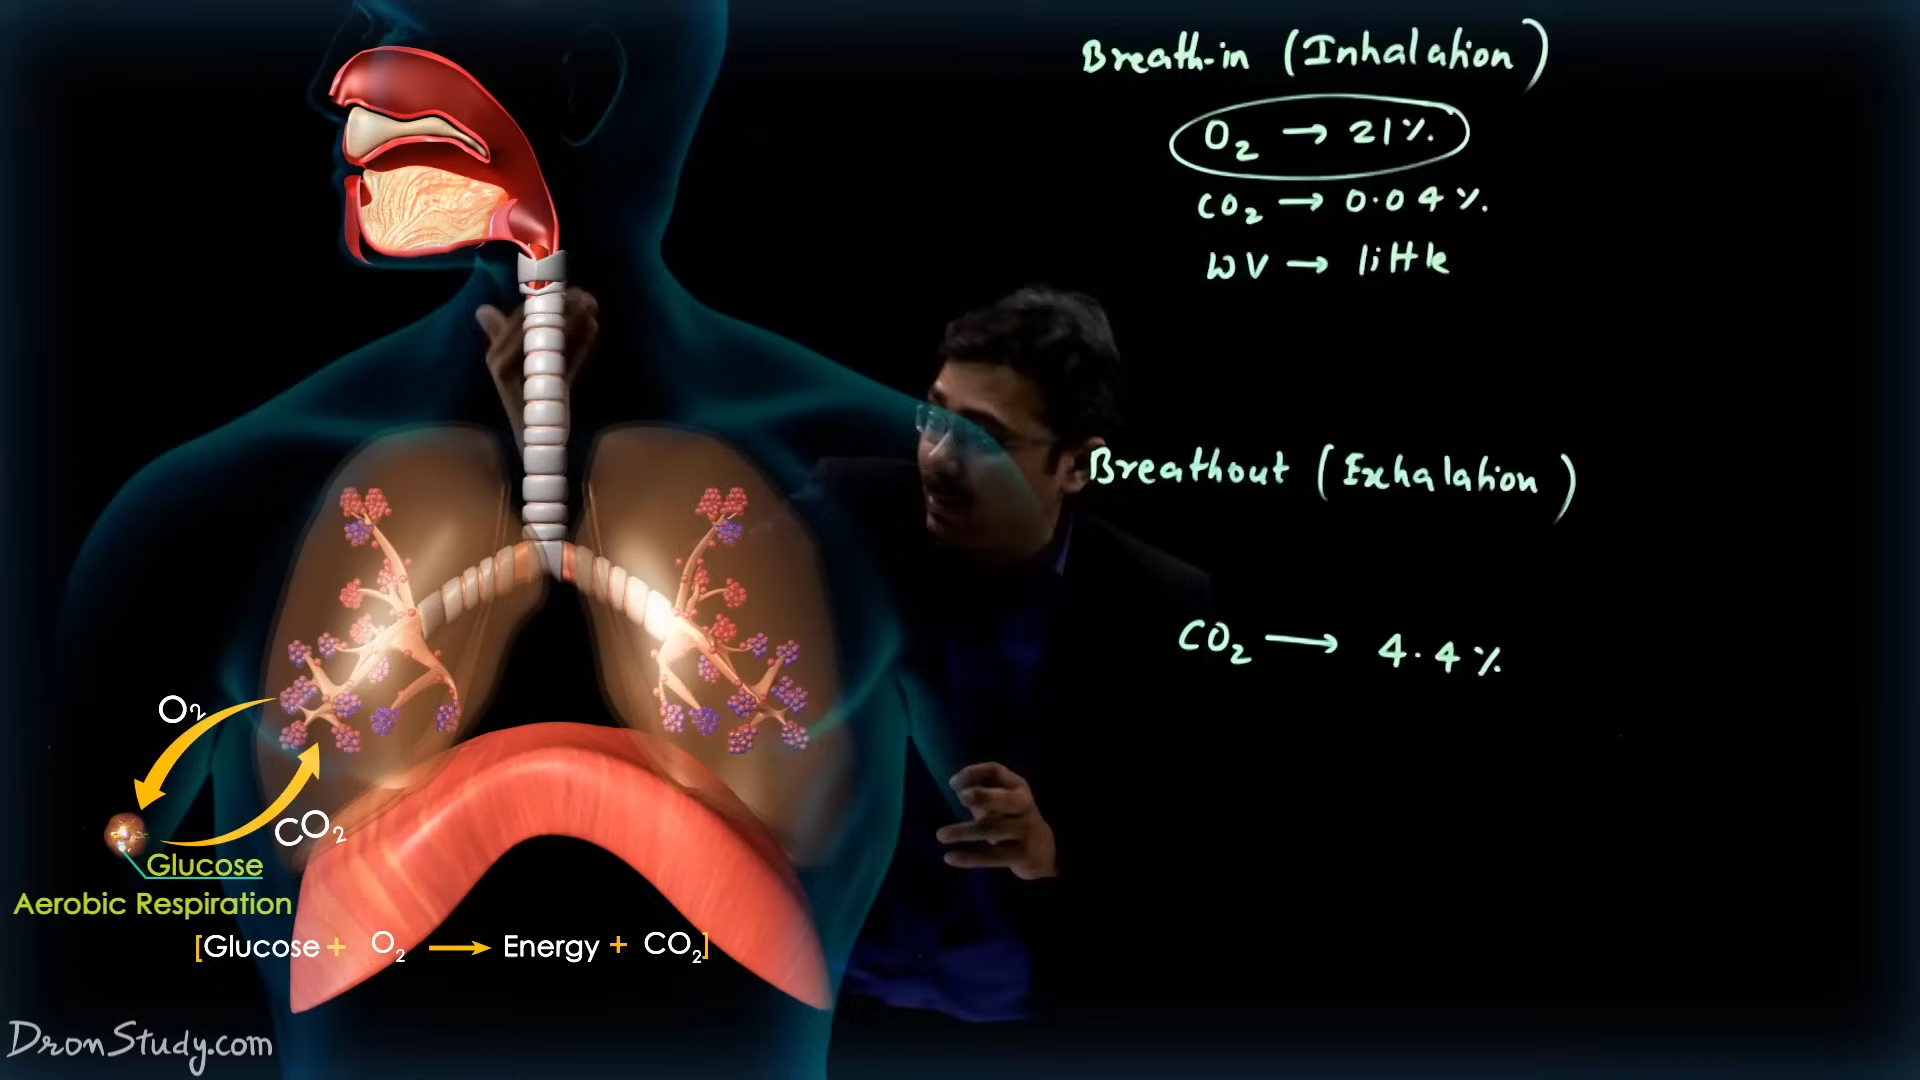 Breath-in (Inhalation)
O2 → 21%.
CO2 → 0.04%.
WV → little
Breathout (Exhalation)
CO2 → 4.4%
O2
CO2
Glucose
Aerobic Respiration
[Glucose + O2 → Energy + CO2]
DronStudy.com